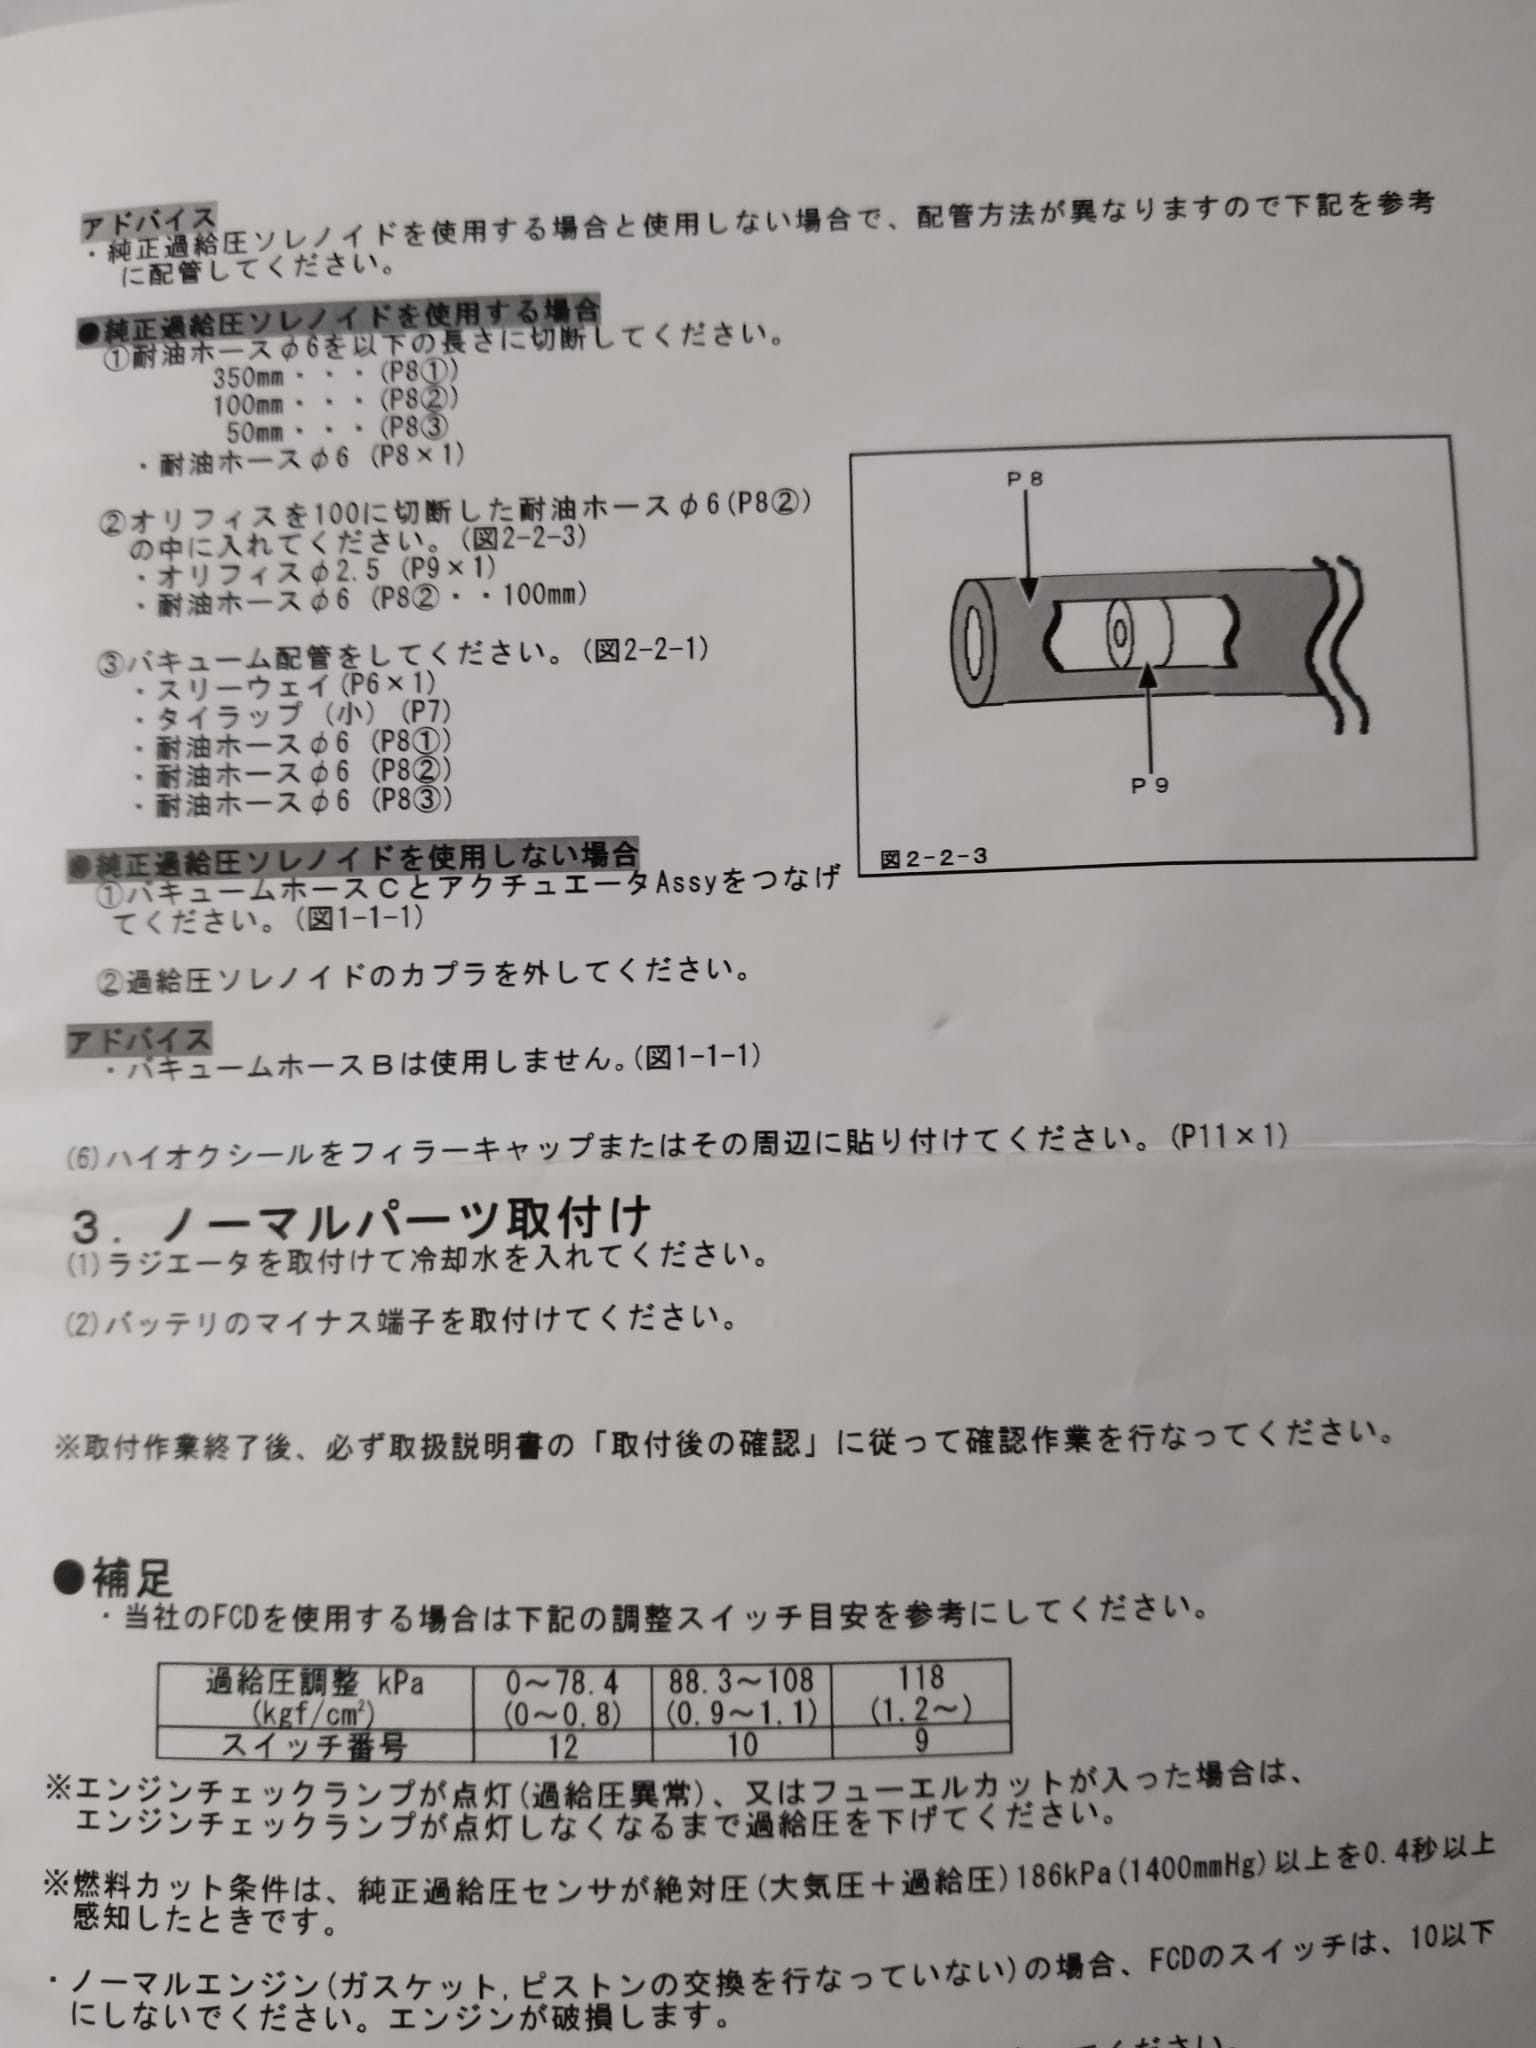 アドバイス
・純正過給圧ソレノイドを使用する場合と使用しない場合で、配管方法が異なりますので下記を参考
に配管してください。
●純正過給圧ソレノイドを使用する場合
①耐油ホースφ6を以下の長さに切断してください。
350mm・・・(P8①)
100mm・・・(P8②)
50mm・・・(P8③
・耐油ホースφ6 (P8×1)
②オリフィスを100に切断した耐油ホースφ6(P8②)
の中に入れてください。(図2-2-3)
・オリフィスφ2.5 (P9×1)
・耐油ホースφ6 (P8②・・100mm)
③バキューム配管をしてください。(図2-2-1)
・スリーウェイ(P6×1)
・タイラップ（小）(P7)
・耐油ホースφ6 (P8①)
・耐油ホースφ6 (P8②)
・耐油ホースφ6 (P8③)
P8
P9
図2-2-3
●純正過給圧ソレノイドを使用しない場合
①バキュームホースCとアクチュエータAssyをつなげ
てください。(図1-1-1)
②過給圧ソレノイドのカプラを外してください。
アドバイス
・バキュームホースBは使用しません。(図1-1-1)
(6)ハイオクシールをフィラーキャップまたはその周辺に貼り付けてください。(P11×1)
3．ノーマルパーツ取付け
(1)ラジエータを取付けて冷却水を入れてください。
(2)バッテリのマイナス端子を取付けてください。
※取付作業終了後、必ず取扱説明書の「取付後の確認」に従って確認作業を行なってください。
●補足
・当社のFCDを使用する場合は下記の調整スイッチ目安を参考にしてください。
過給圧調整 kPa 0～78.4 88.3～108 118
(kgf/cm²) (0～0.8) (0.9～1.1) (1.2～)
スイッチ番号 12 10 9
※エンジンチェックランプが点灯(過給圧異常)、又はフューエルカットが入った場合は、
エンジンチェックランプが点灯しなくなるまで過給圧を下げてください。
※燃料カット条件は、純正過給圧センサが絶対圧(大気圧＋過給圧)186kPa(1400mmHg)以上を0.4秒以上
感知したときです。
・ノーマルエンジン(ガスケット,ピストンの交換を行なっていない)の場合、FCDのスイッチは、10以下
にしないでください。エンジンが破損します。